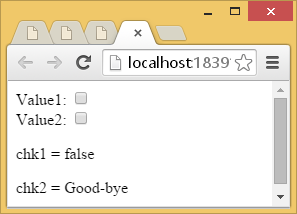 localhost:1839
Value1:
Value2:
chk1 = false
chk2 = Good-bye